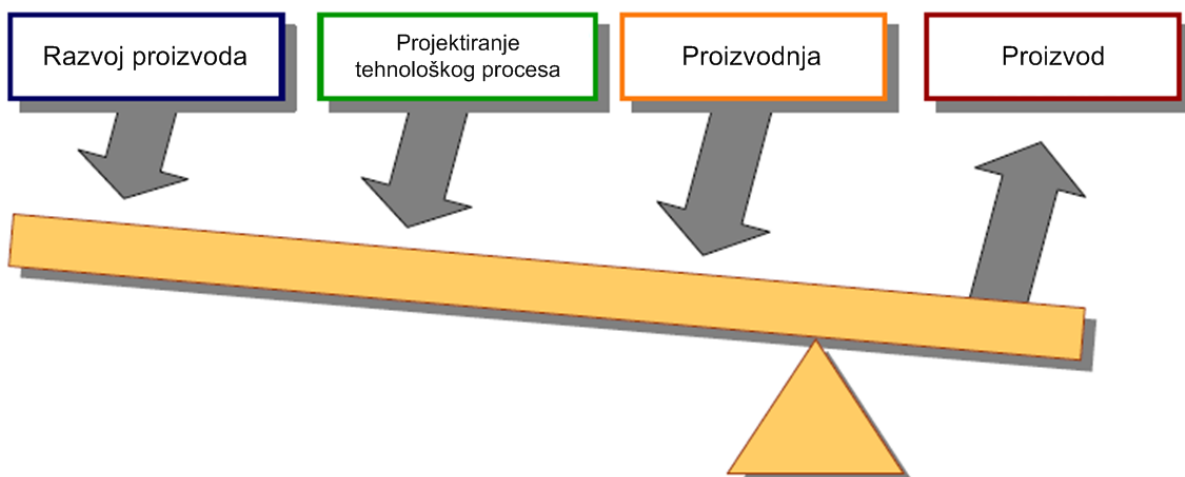 Razvoj proizvoda
Projektiranje
tehnološkog procesa
Proizvodnja
Proizvod